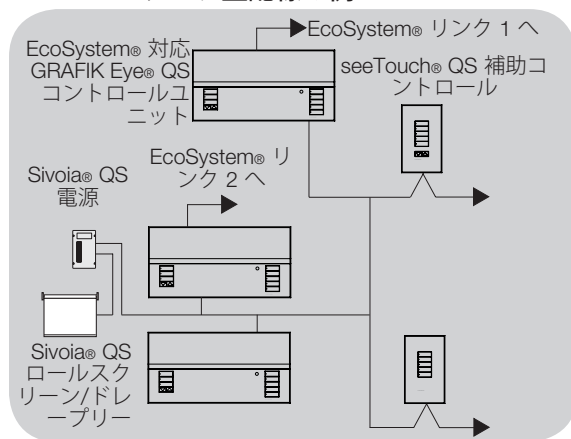 EcoSystem® リンク 1 へ
EcoSystem® 対応
GRAFIK Eye® QS
コントロールユ
ニット
seeTouch® QS 補助コ
ントロール
EcoSystem® リ
ンク 2 へ
Sivoia® QS
電源
Sivoia® QS
ロールスク
リーン/ドレ
ープリー